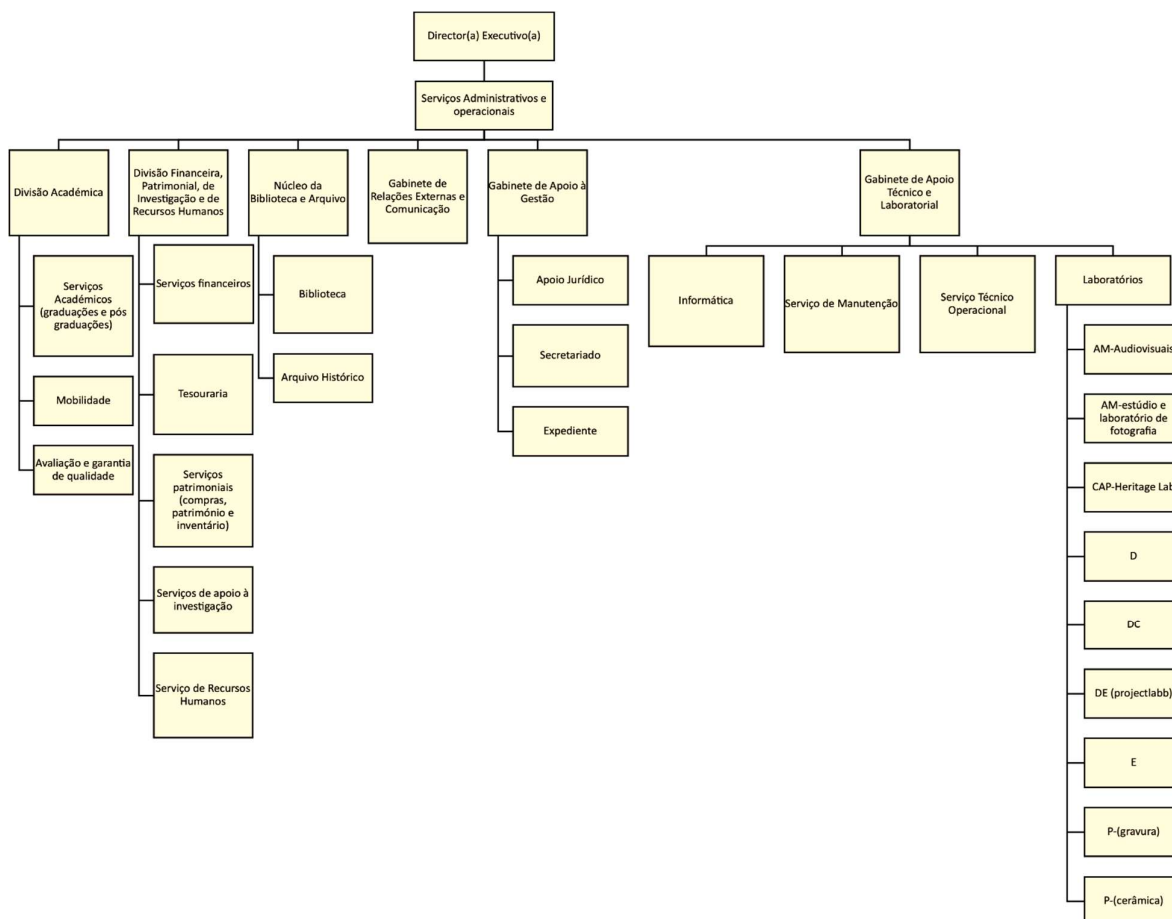 Director(a) Executivo(a)
Serviços Administrativos e
operacionais
Divisão Académica
Divisão Financeira,
Patrimonial, de
Investigação e de
Recursos Humanos
Núcleo da
Biblioteca e Arquivo
Gabinete de
Relações Externas e
Comunicação
Gabinete de Apoio à
Gestão
Gabinete de Apoio
Técnico e
Laboratorial
Serviços
Académicos
(graduações e pós
graduações)
Mobilidade
Avaliação e garantia
de qualidade
Serviços financeiros
Tesouraria
Serviços
patrimoniais
(compras,
património e
inventário)
Serviços de apoio à
investigação
Serviço de Recursos
Humanos
Biblioteca
Arquivo Histórico
Apoio Jurídico
Secretariado
Expediente
Informática
Serviço de Manutenção
Serviço Técnico
Operacional
Laboratórios
AM-Audiovisuais
AM-estúdio e
laboratório de
fotografia
CAP-Heritage Lab
D
DC
DE (projectlabb)
E
P-(gravura)
P-(cerâmica)